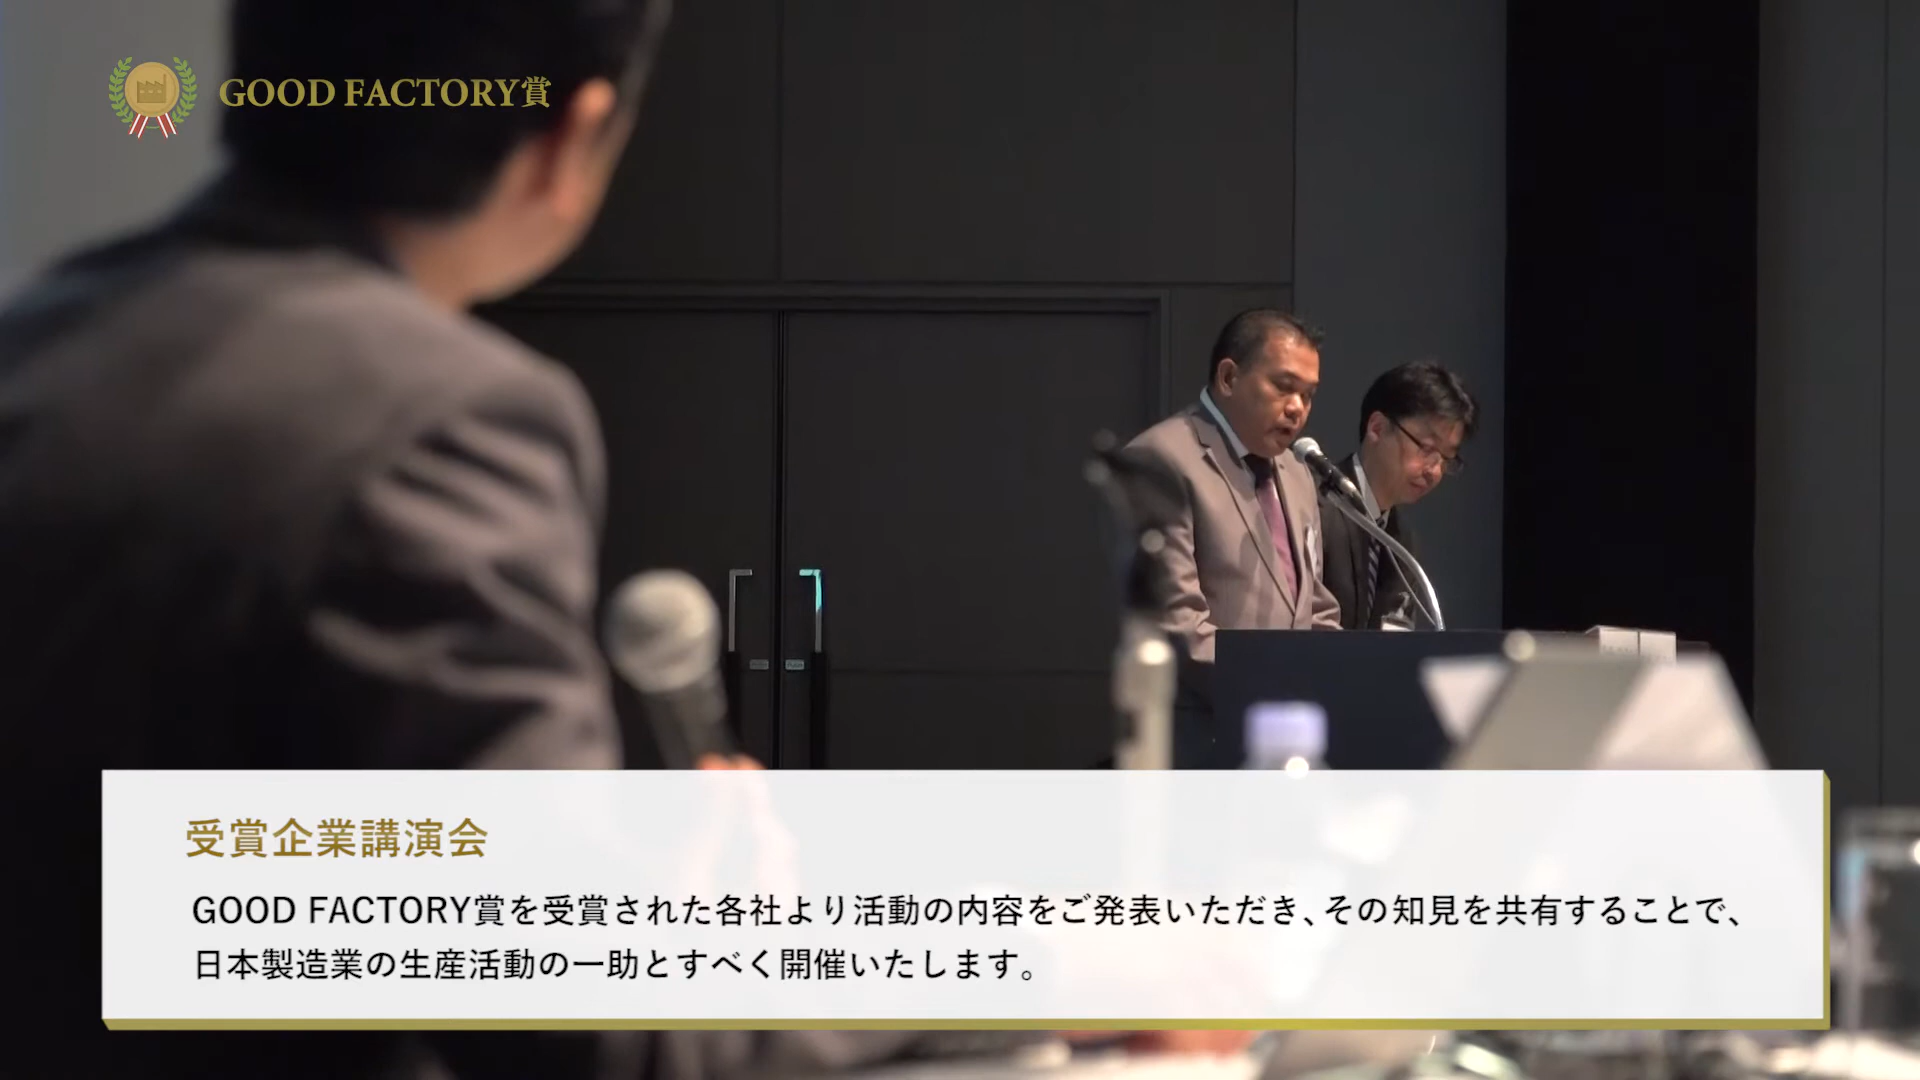 GOOD FACTORY賞
受賞企業講演会
GOOD FACTORY賞を受賞された各社より活動の内容をご発表いただき、その知見を共有することで、
日本製造業の生産活動の一助とすべく開催いたします。